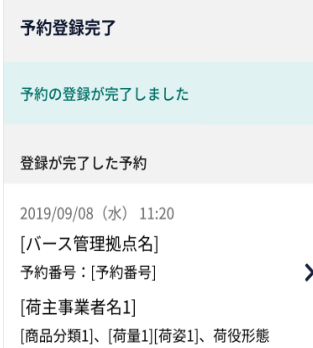 予約登録完了
予約の登録が完了しました
登録が完了した予約
2019/09/08（水） 11:20
[バース管理拠点名]
予約番号：[予約番号]
[荷主事業者名1]
[商品分類1]、[荷量1][荷姿1]、荷役形態